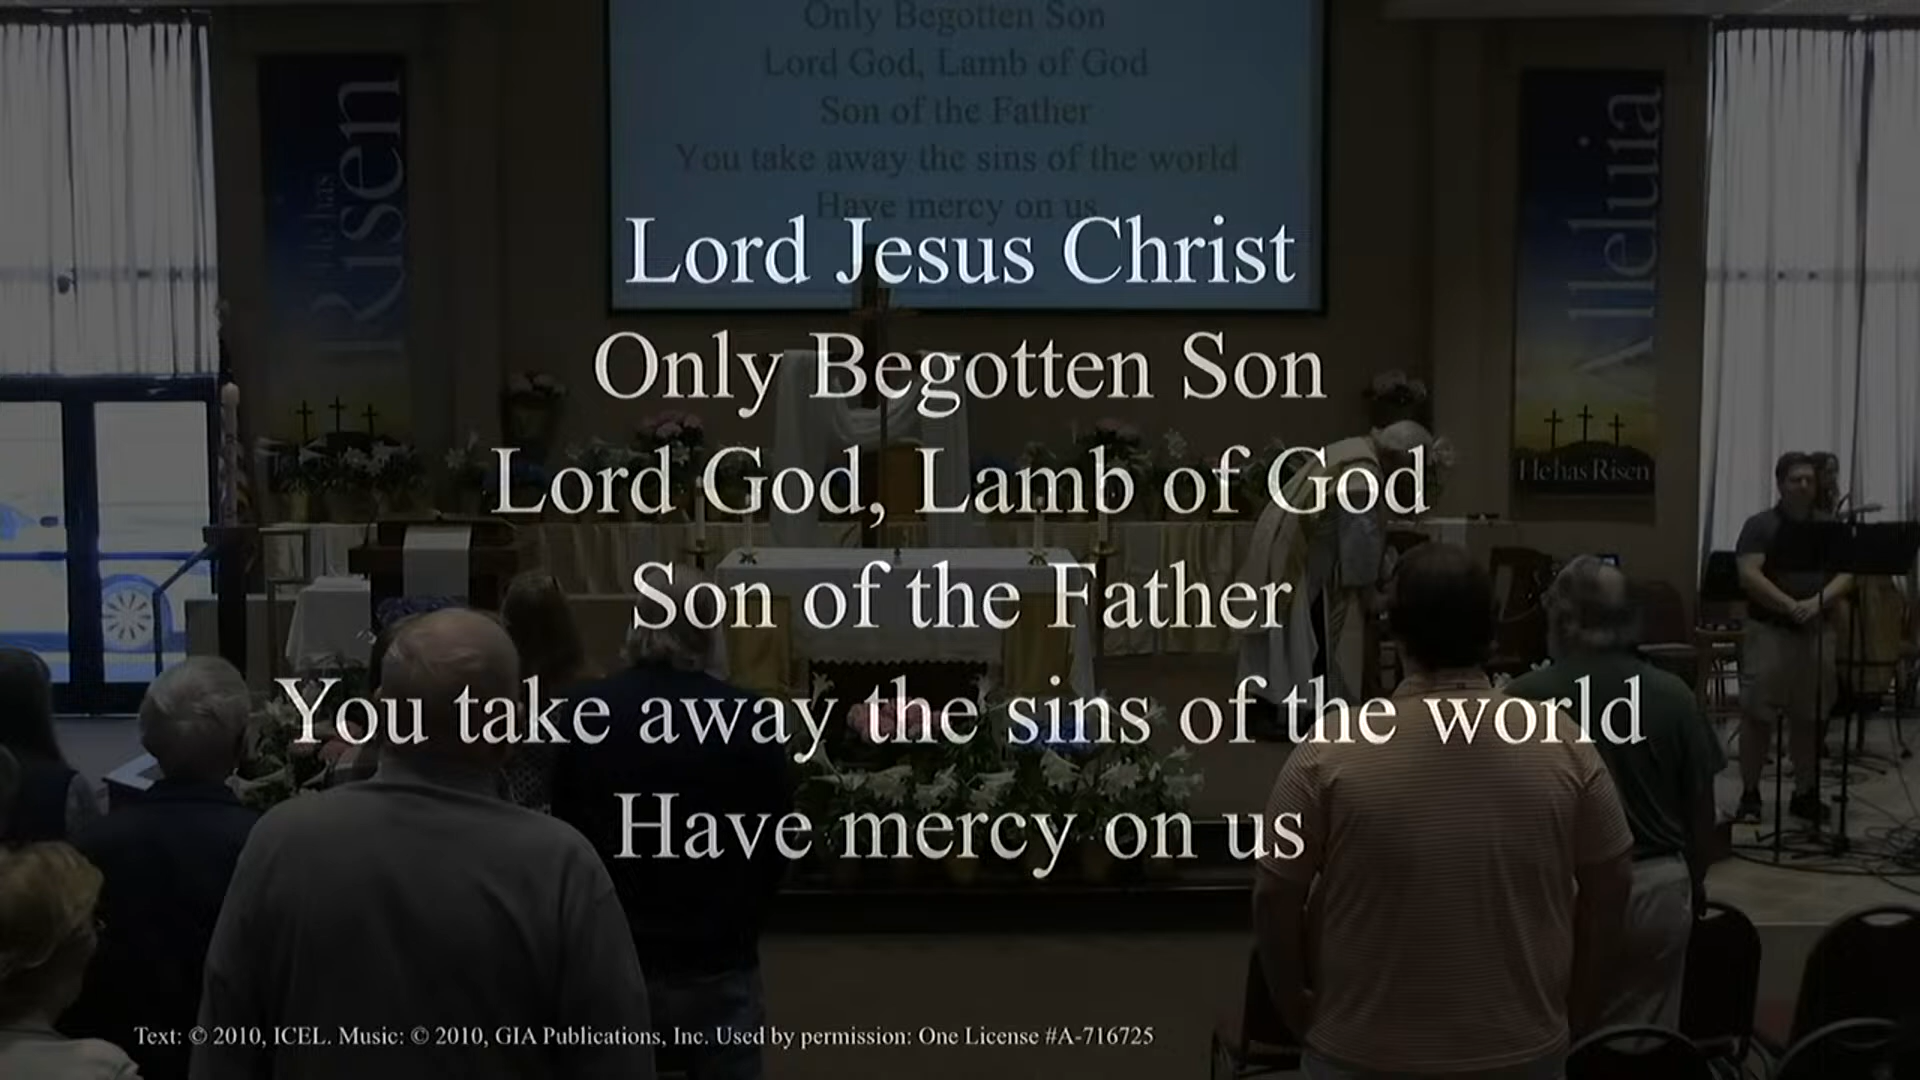 Only Begotten Son
Lord God, Lamb of God
Son of the Father
You take away the sins of the world
Have mercy on us
He has
Risen
Alleluia
He has Risen
Lord Jesus Christ
Only Begotten Son
Lord God, Lamb of God
Son of the Father
You take away the sins of the world
Have mercy on us
Text: © 2010, ICEL. Music: © 2010, GIA Publications, Inc. Used by permission: One License #A-716725